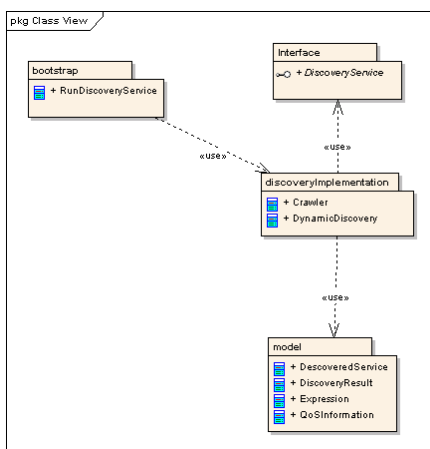 pkg Class View
Interface
+ DiscoveryService
bootstrap
+ RunDiscoveryService
«use»
«use»
discoveryImplementation
+ Crawler
+ DynamicDiscovery
«use»
model
+ DescoveredService
+ DiscoveryResult
+ Expression
+ QoSInformation